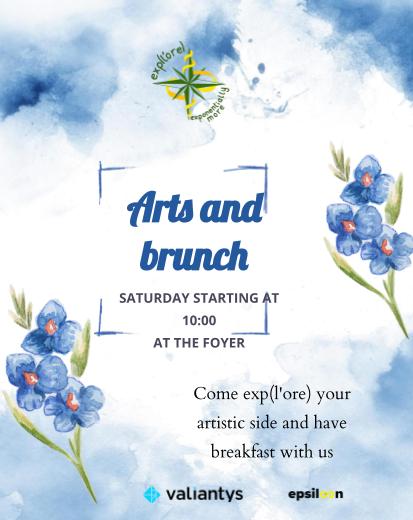 exp(l'ore)
exponentially
more
Arts and
brunch
SATURDAY STARTING AT
10:00
AT THE FOYER
Come exp(l'ore) your
artistic side and have
breakfast with us
valiantys
epsilon